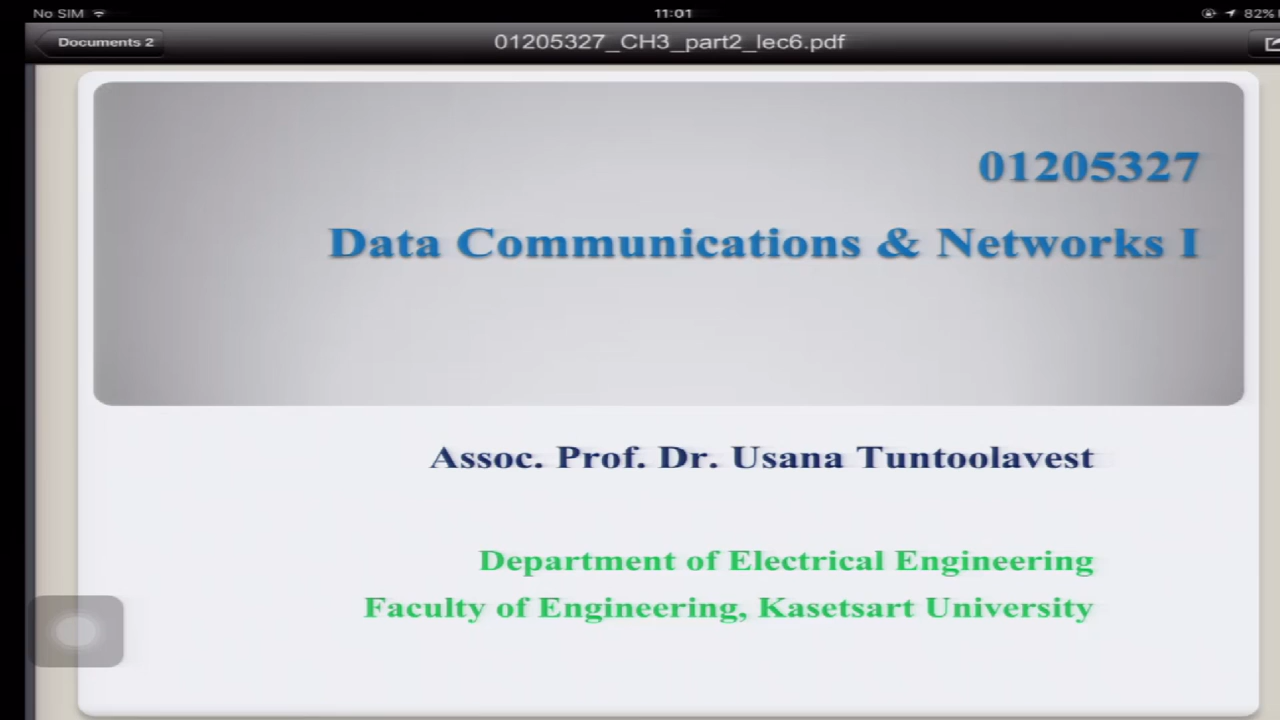 No SIM
11:01
82%
Documents 2
01205327_CH3_part2_lec6.pdf
01205327
Data Communications & Networks I
Assoc. Prof. Dr. Usana Tuntoolavest
Department of Electrical Engineering
Faculty of Engineering, Kasetsart University